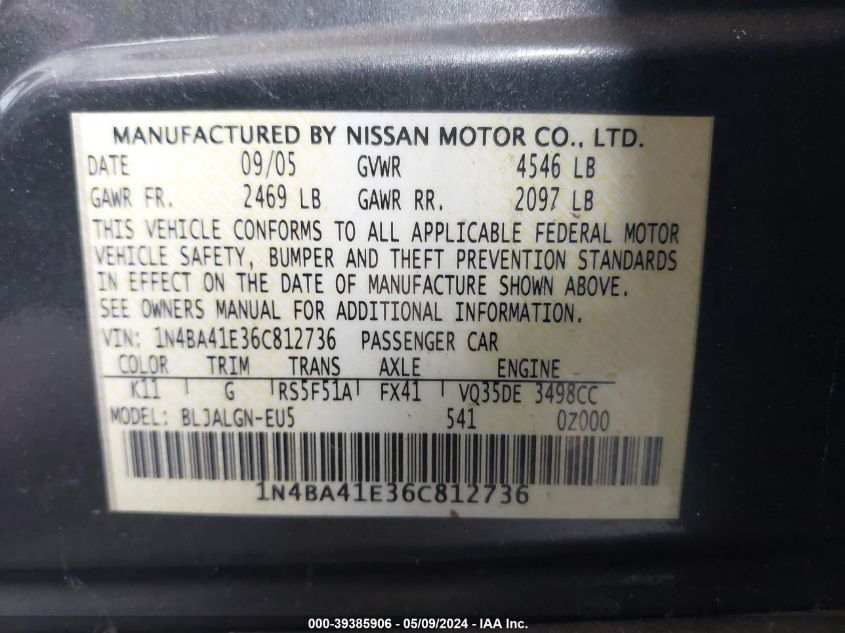 MANUFACTURED BY NISSAN MOTOR CO., LTD.
DATE 09/05 GVWR 4546 LB
GAWR FR. 2469 LB GAWR RR. 2097 LB
THIS VEHICLE CONFORMS TO ALL APPLICABLE FEDERAL MOTOR
VEHICLE SAFETY, BUMPER AND THEFT PREVENTION STANDARDS
IN EFFECT ON THE DATE OF MANUFACTURE SHOWN ABOVE.
SEE OWNERS MANUAL FOR ADDITIONAL INFORMATION.
VIN: 1N4BA41E36C812736 PASSENGER CAR
COLOR TRIM TRANS AXLE ENGINE
K11 G RS5F51A FX41 VQ35DE 3498CC
MODEL: BLJALGN-EU5 541 0Z000
1N4BA41E36C812736
000-39385906 - 05/09/2024 - IAA Inc.